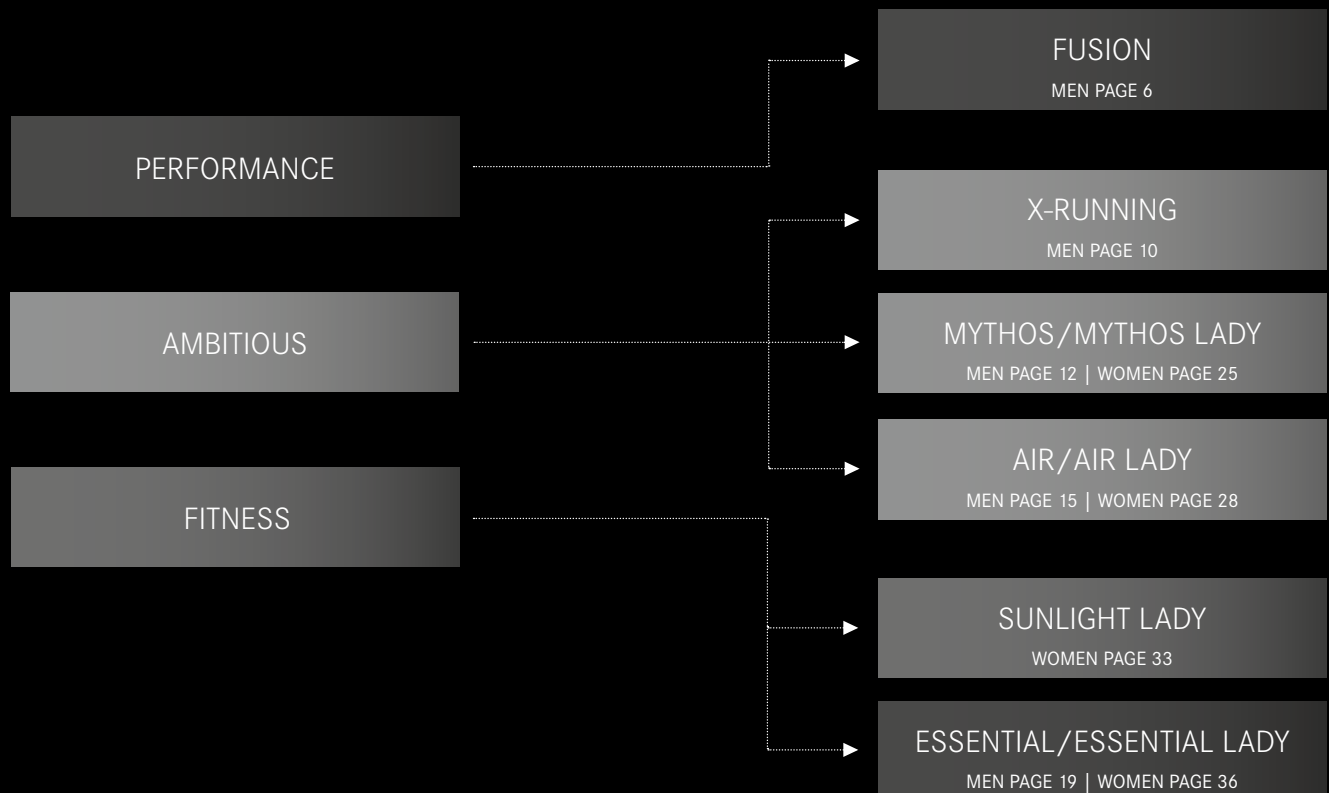 PERFORMANCE
AMBITIOUS
FITNESS
FUSION
MEN PAGE 6
X-RUNNING
MEN PAGE 10
MYTHOS/MYTHOS LADY
MEN PAGE 12 | WOMEN PAGE 25
AIR/AIR LADY
MEN PAGE 15 | WOMEN PAGE 28
SUNLIGHT LADY
WOMEN PAGE 33
ESSENTIAL/ESSENTIAL LADY
MEN PAGE 19 | WOMEN PAGE 36